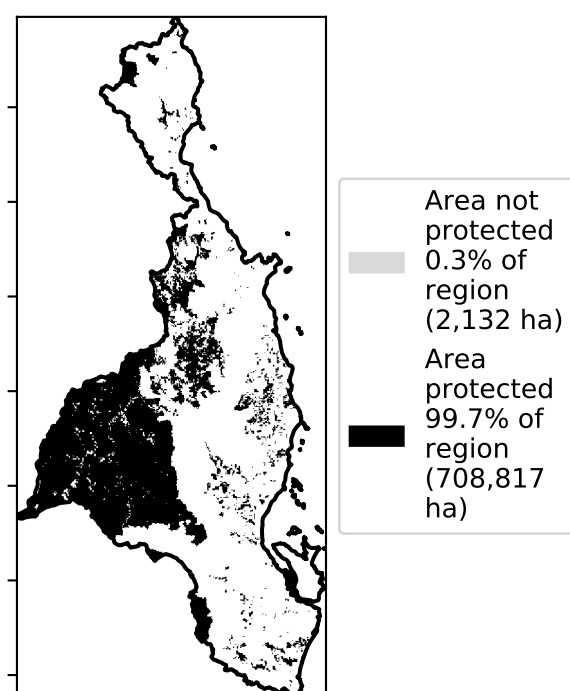 Area not
protected
0.3% of
region
(2,132 ha)
Area
protected
99.7% of
region
(708,817
ha)